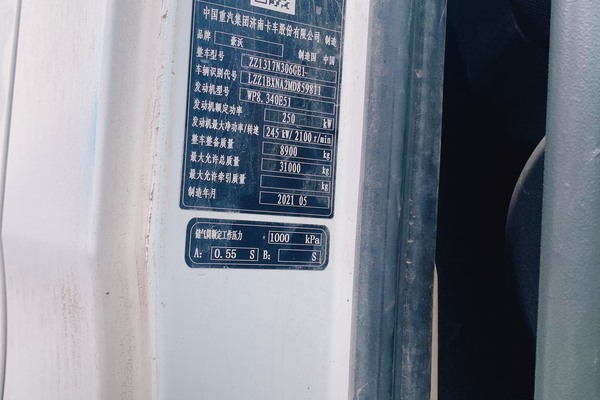 中国重汽集团济南卡车股份有限公司 制造
品牌 豪沃 制造国 中国
整车型号 ZZ1317N306GE1
车辆识别代号 LZZ1BXNA2MD859811
发动机型号 WP8.340E51
发动机额定功率 250 kW
发动机最大净功率/转速 245 kW/2100 r/min
整车整备质量 8900 kg
最大允许总质量 31000 kg
最大允许牵引质量 kg
制造年月 2021 05
储气筒额定工作压力 1000 kPa
A: 0.55 S B: S